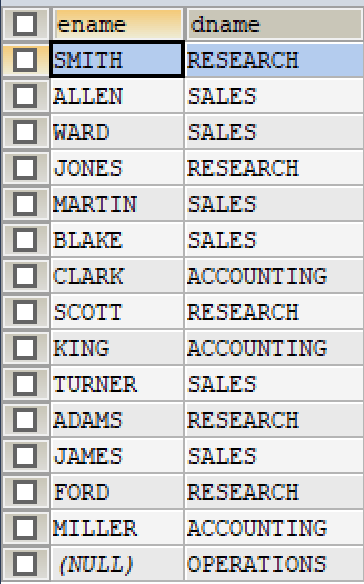 ename dname
SMITH RESEARCH
ALLEN SALES
WARD SALES
JONES RESEARCH
MARTIN SALES
BLAKE SALES
CLARK ACCOUNTING
SCOTT RESEARCH
KING ACCOUNTING
TURNER SALES
ADAMS RESEARCH
JAMES SALES
FORD RESEARCH
MILLER ACCOUNTING
(NULL) OPERATIONS